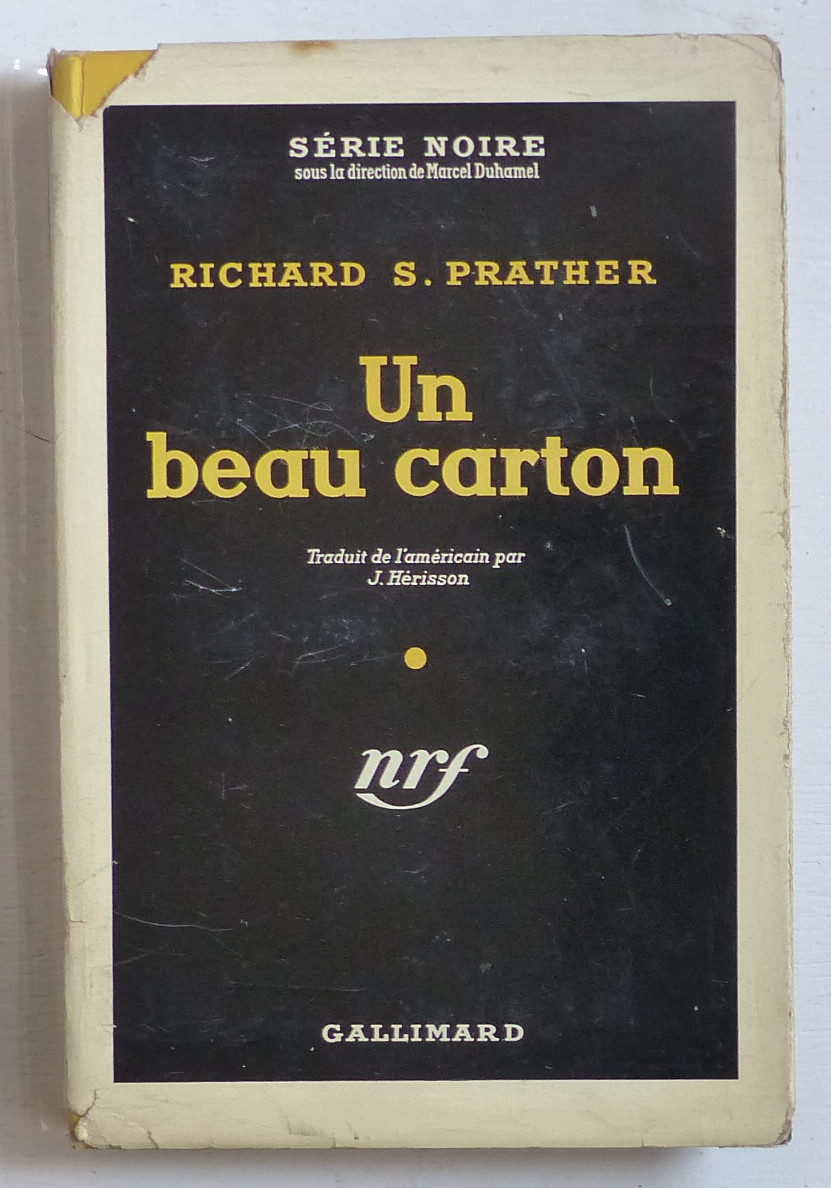 SÉRIE NOIRE
sous la direction de Marcel Duhamel
RICHARD S. PRATHER
Un
beau carton
Traduit de l'américain par
J. Hérisson
nrf
GALLIMARD